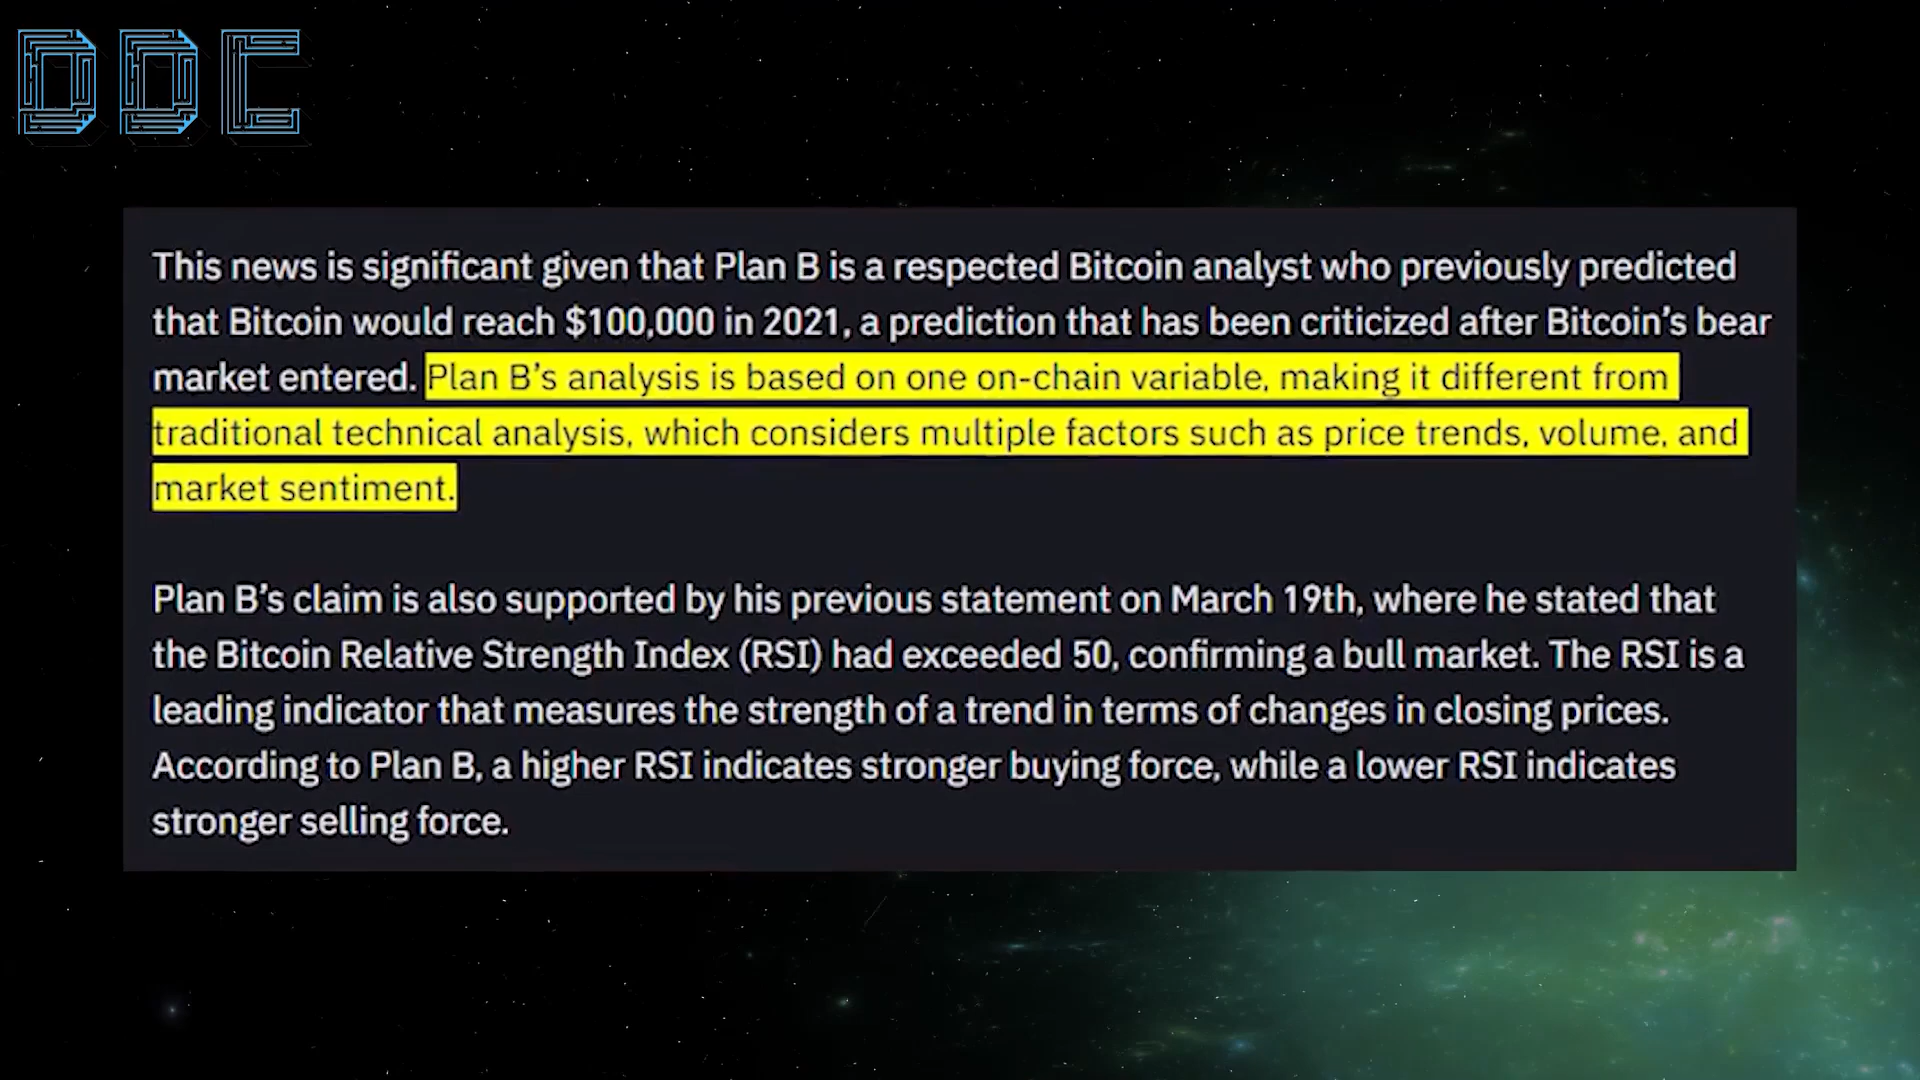 DDC
This news is significant given that Plan B is a respected Bitcoin analyst who previously predicted
that Bitcoin would reach $100,000 in 2021, a prediction that has been criticized after Bitcoin’s bear
market entered. Plan B’s analysis is based on one on-chain variable, making it different from
traditional technical analysis, which considers multiple factors such as price trends, volume, and
market sentiment.
Plan B’s claim is also supported by his previous statement on March 19th, where he stated that
the Bitcoin Relative Strength Index (RSI) had exceeded 50, confirming a bull market. The RSI is a
leading indicator that measures the strength of a trend in terms of changes in closing prices.
According to Plan B, a higher RSI indicates stronger buying force, while a lower RSI indicates
stronger selling force.